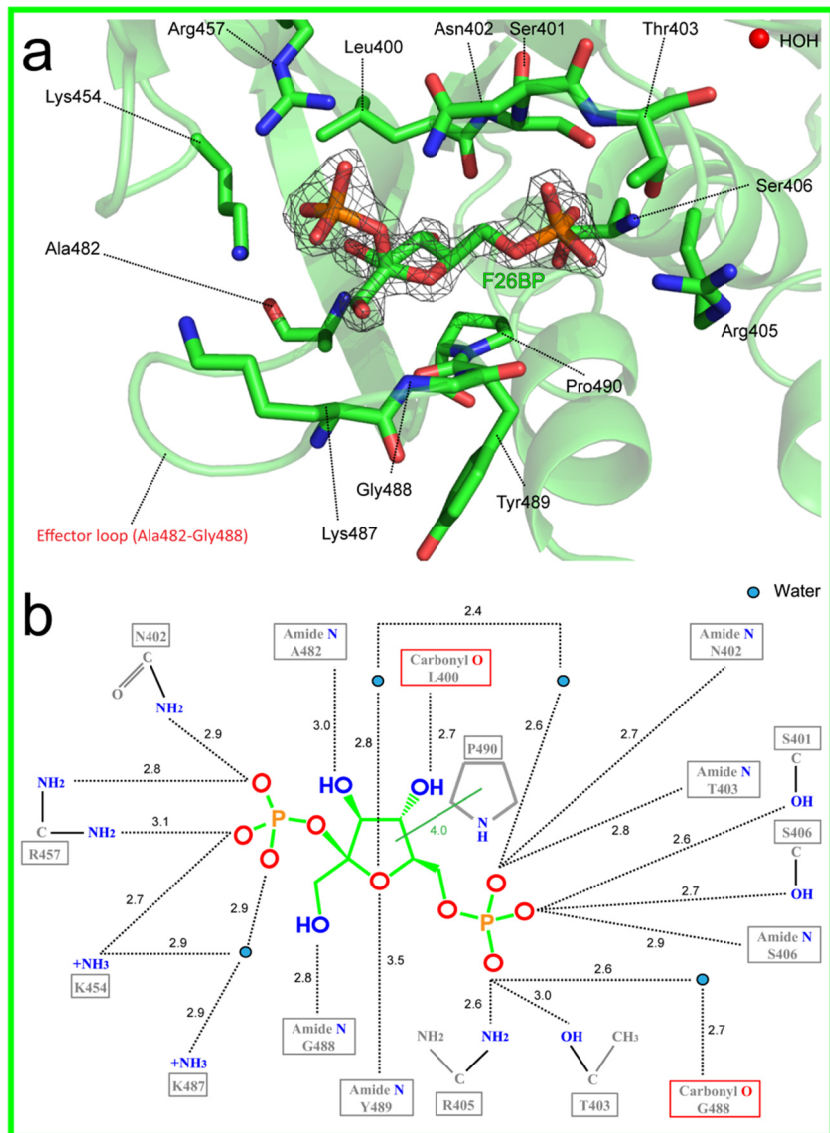 a
Arg457
Leu400
Asn402
Ser401
Thr403
HOH
Lys454
Ser406
Ala482
F26BP
Arg405
Pro490
Gly488
Tyr489
Lys487
Effector loop (Ala482-Gly488)
b
Water
2.4
N402
Amide N
A482
Carbonyl O
L400
Amide N
N402
C
O
NH2
2.9
3.0
2.8
2.7
P490
2.6
2.7
S401
C
OH
NH2
2.8
HO
OH
N
H
Amide N
T403
O
P
O
O
O
3.1
C
NH2
R457
4.0
2.8
2.6
S406
C
OH
2.7
O
O
O
P
O
O
2.7
2.9
HO
2.9
Amide N
S406
2.9
+NH3
K454
2.8
3.5
2.6
3.0
2.6
2.9
2.7
+NH3
K487
Amide N
G488
NH2
NH2
OH
CH3
Amide N
Y489
C
R405
C
T403
Carbonyl O
G488